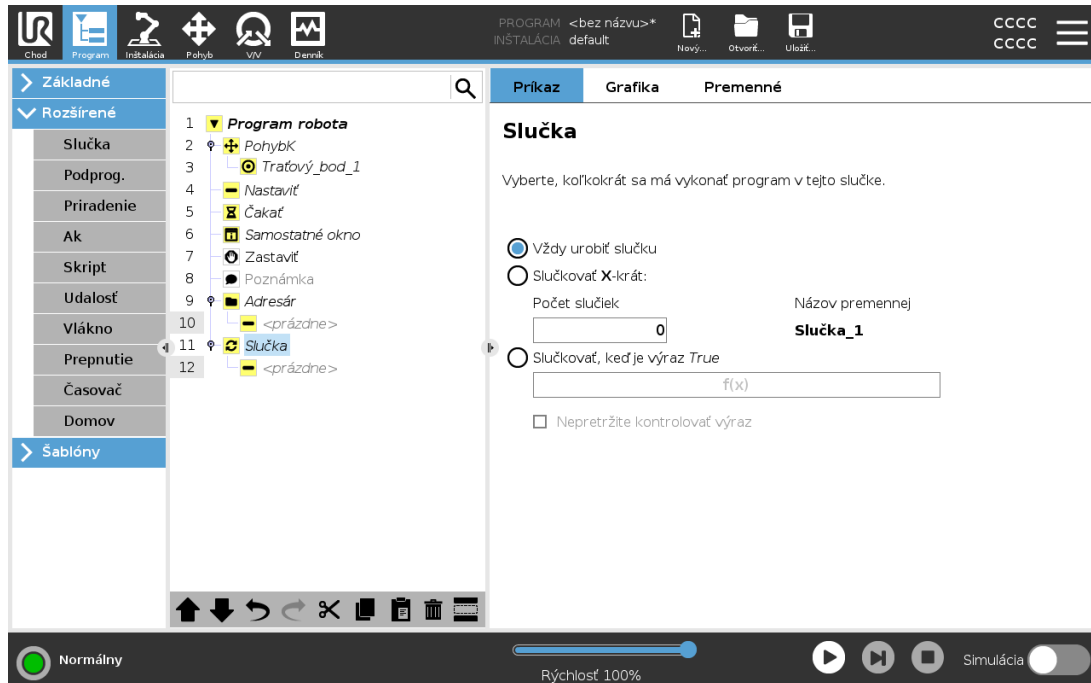 UR
PROGRAM <bez názvu>*
INŠTALÁCIA default
Chod Program Inštalácia Pohyb V/V Denník
Nový... Otvoriť... Uložiť...
CCCC
CCCC
Základné
Rozšírené
Slučka
Podprog.
Priradenie
Ak
Skript
Udalosť
Vlákno
Prepnutie
Časovač
Domov
Šablóny
1 Program robota
2 PohybK
3 Traťový_bod_1
4 Nastaviť
5 Čakať
6 Samostatné okno
7 Zastaviť
8 Poznámka
9 Adresár
10 <prázdne>
11 Slučka
12 <prázdne>
Príkaz Grafika Premenné
Slučka
Vyberte, koľkokrát sa má vykonať program v tejto slučke.
Vždy urobiť slučku
Slučkovať X-krát:
Počet slučiek Názov premennej
0 Slučka_1
Slučkovať, keď je výraz True
f(x)
Nepretržite kontrolovať výraz
Normálny
Rýchlosť 100%
Simulácia